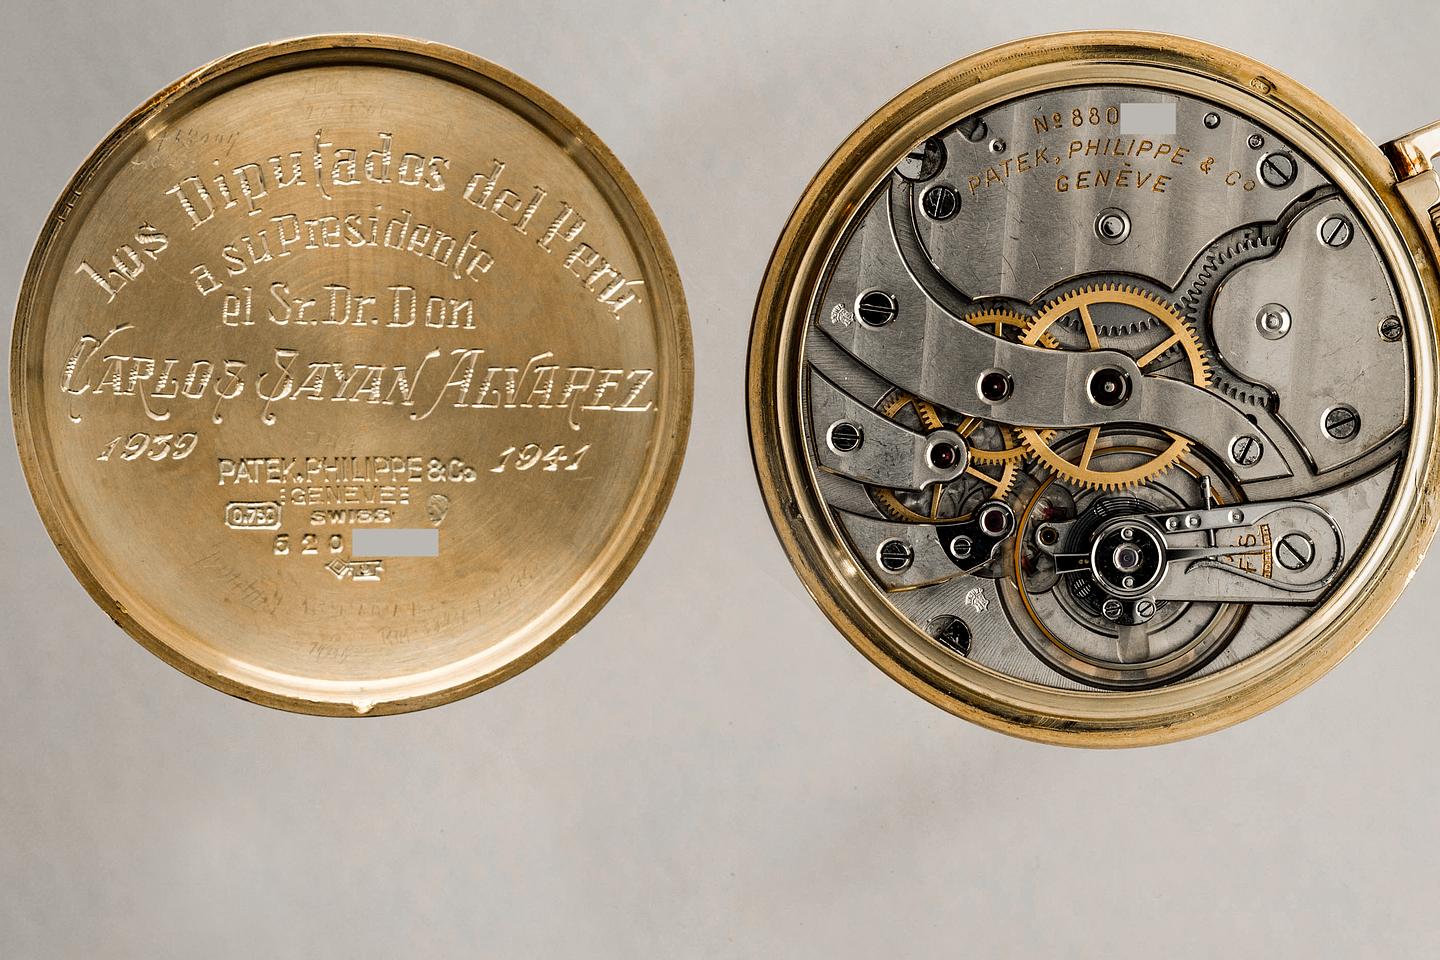 Los Diputados del Perú
a su Presidente
el Sr. Dr. Don
CARLOS SAYAN ALVAREZ
1939 1941
PATEK, PHILIPPE & Co
GENÈVE
0.750 SWISS
520
No 880
PATEK, PHILIPPE & Co
GENÈVE
F S